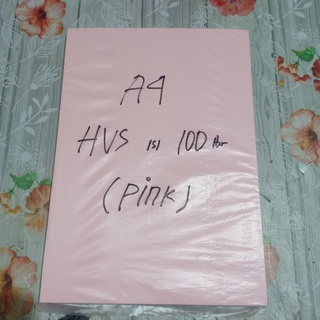 A4
HVS isi 100 lbr
(Pink)